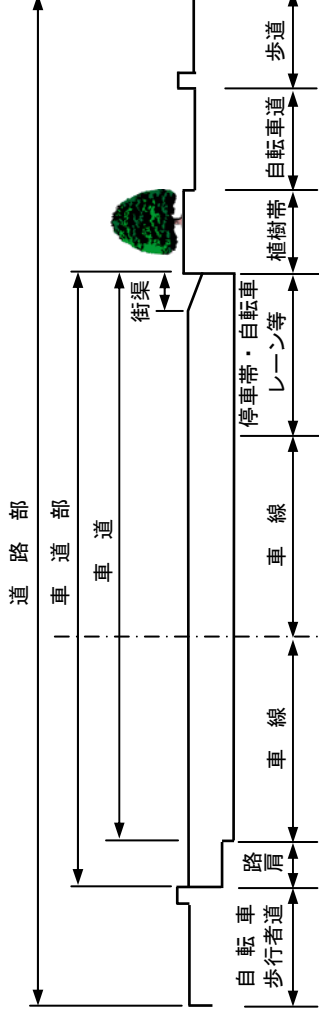 道路部
車道部
車道
街渠
自転車
歩行者道
路肩
車線
車線
停車帯・自転車
レーン等
植樹帯
自転車道
歩道